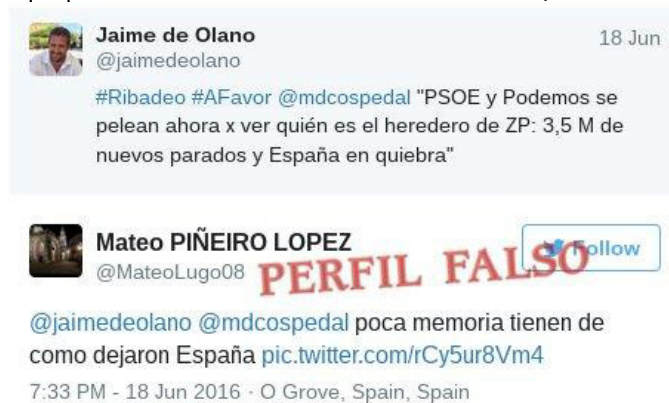 Jaime de Olano
18 Jun
@jaimedeolano
#Ribadeo #AFavor @mdcospedal "PSOE y Podemos se
pelean ahora x ver quién es el heredero de ZP: 3,5 M de
nuevos parados y España en quiebra"
Mateo PIÑEIRO LOPEZ
Follow
@MateoLugo08
PERFIL FALSO
@jaimedeolano @mdcospedal poca memoria tienen de
como dejaron España pic.twitter.com/rCy5ur8Vm4
7:33 PM - 18 Jun 2016 · O Grove, Spain, Spain